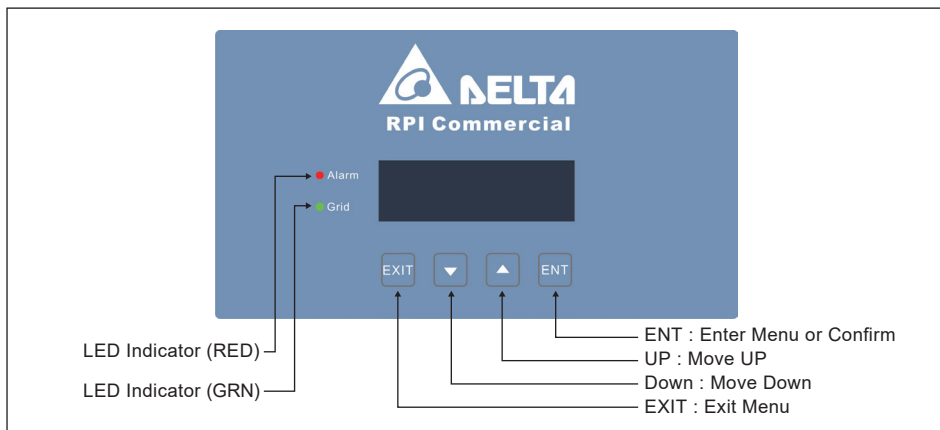 DELTA
RPI Commercial
Alarm
Grid
EXIT
ENT
LED Indicator (RED)
LED Indicator (GRN)
ENT : Enter Menu or Confirm
UP : Move UP
Down : Move Down
EXIT : Exit Menu